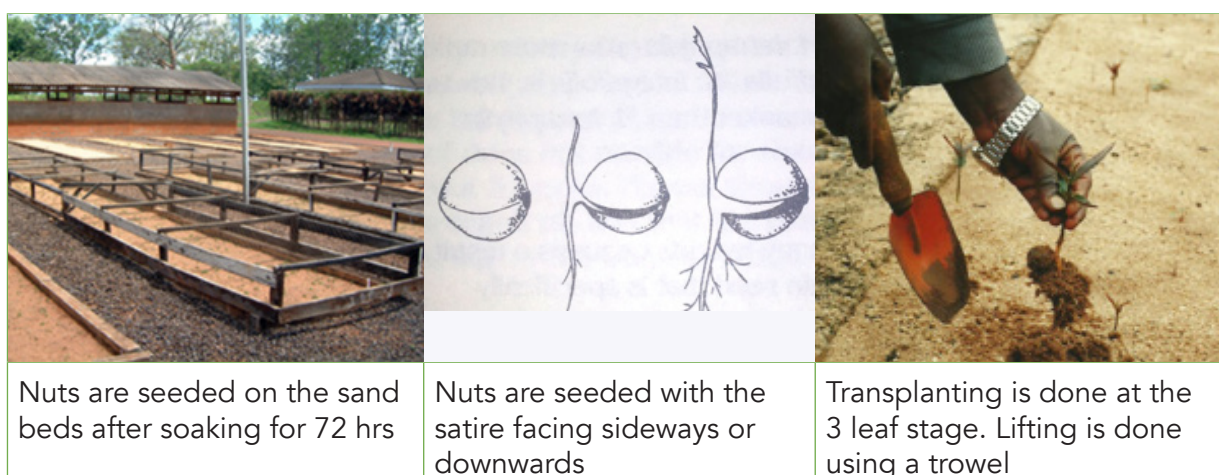 Nuts are seeded on the sand
beds after soaking for 72 hrs
Nuts are seeded with the
satire facing sideways or
downwards
Transplanting is done at the
3 leaf stage. Lifting is done
using a trowel